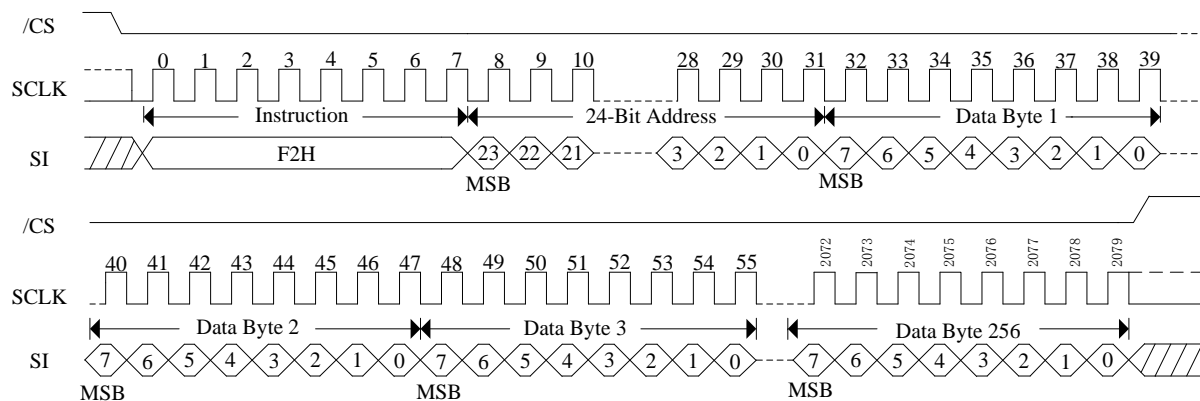 /CS
0 1 2 3 4 5 6 7 8 9 10 28 29 30 31 32 33 34 35 36 37 38 39
SCLK
Instruction 24-Bit Address Data Byte 1
SI F2H 23 22 21 3 2 1 0 7 6 5 4 3 2 1 0
MSB MSB
/CS
40 41 42 43 44 45 46 47 48 49 50 51 52 53 54 55 2072 2073 2074 2075 2076 2077 2078 2079
SCLK
Data Byte 2 Data Byte 3 Data Byte 256
SI 7 6 5 4 3 2 1 0 7 6 5 4 3 2 1 0 7 6 5 4 3 2 1 0
MSB MSB MSB